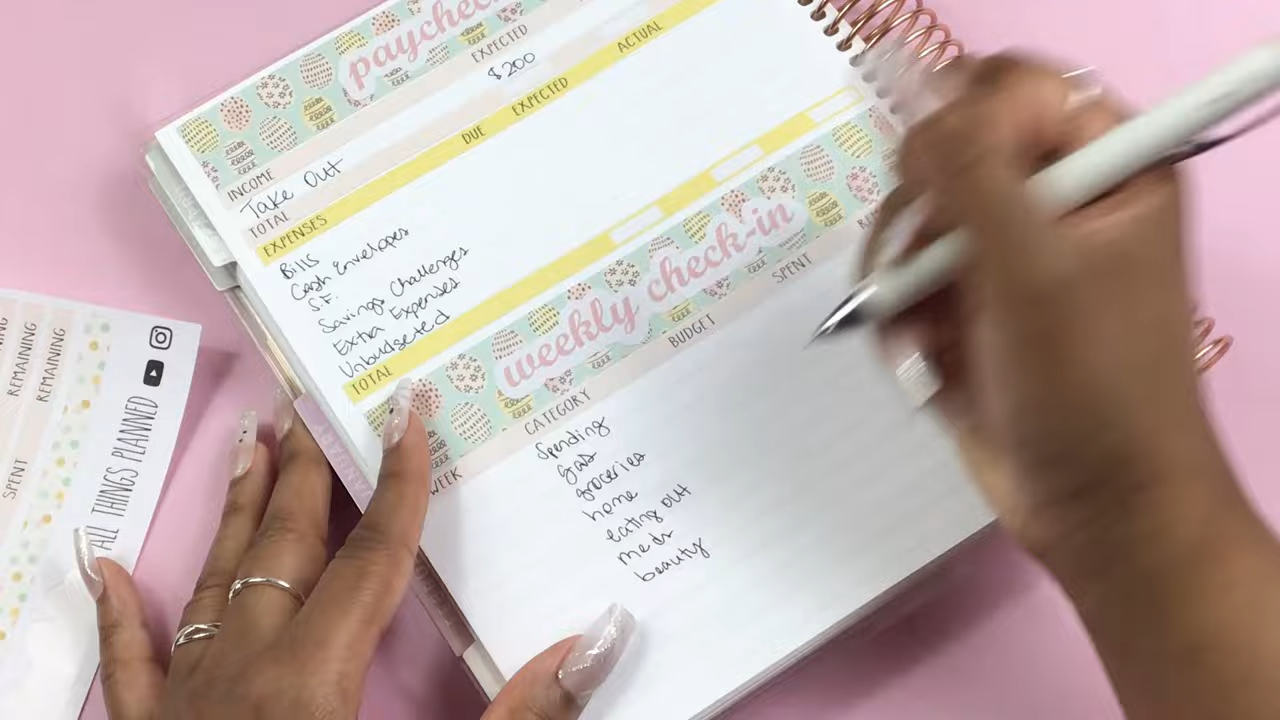 paycheck
INCOME EXPECTED
Take Out $200
TOTAL
EXPENSES DUE EXPECTED ACTUAL
Bills
Cash Envelopes
S.F.
Savings Challenges
Extra Expenses
Unbudgeted
TOTAL
weekly check-in
WEEK CATEGORY BUDGET SPENT
Spending
gas
groceries
home
eating out
meds
beauty
REMAINING
REMAINING
SPENT
ALL THINGS PLANNED